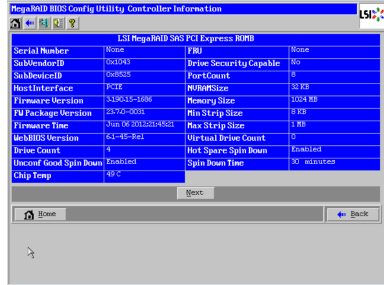 MegaRAID BIOS Config Utility Controller Information
LSI
LSI MegaRAID SAS PCI Express ROMB
Serial Number None FRU None
SubVendorID 0x1043 Drive Security Capable No
SubDeviceID 0x8525 PortCount 8
HostInterface PCIE NVRAMSize 32 KB
Firmware Version 3.190-15-1686 Memory Size 1024 MB
FW Package Version 23.7.0-0031 Min Strip Size 8 KB
Firmware Time Jun 06 2012;21:45:21 Max Strip Size 1 MB
WebBIOS Version 6.1-45-Rel Virtual Drive Count 0
Drive Count 4 Hot Spare Spin Down Enabled
Unconf Good Spin Down Enabled Spin Down Time 30 minutes
Chip Temp 49 C
Next
Home Back